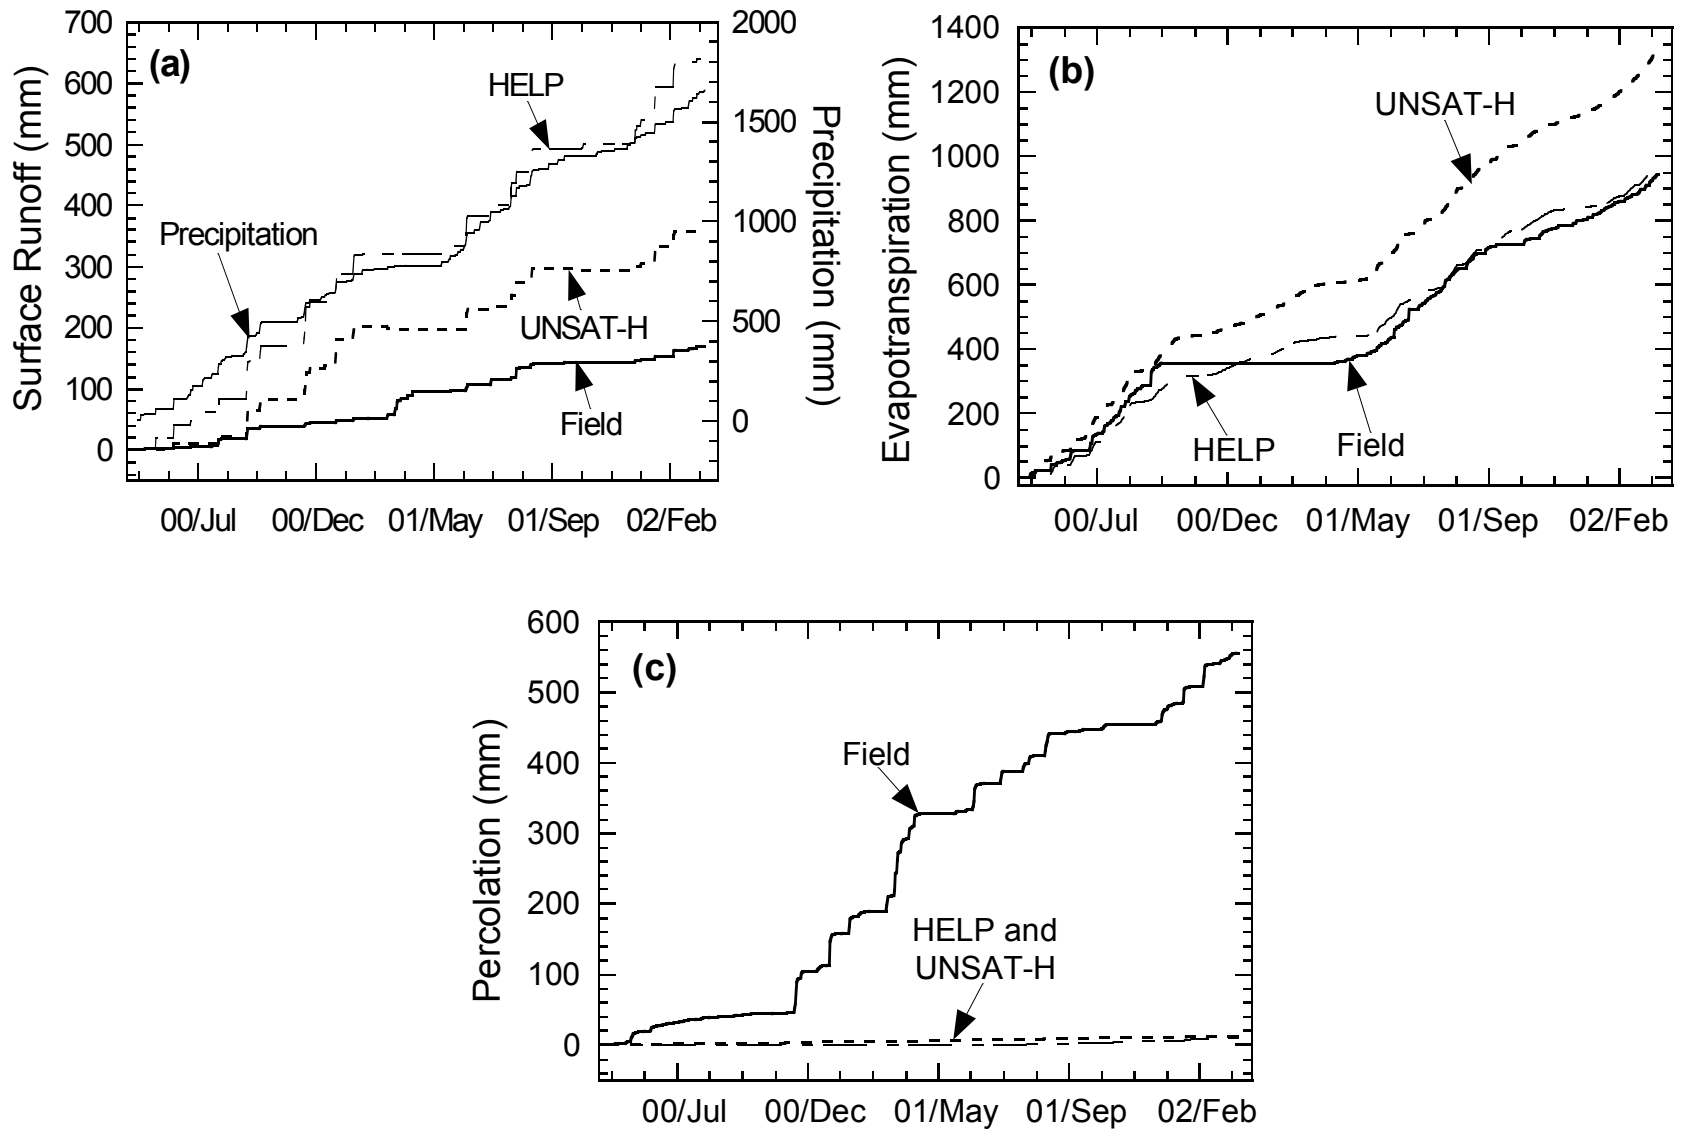 (a)
Surface Runoff (mm)
700
600
500
400
300
200
100
0
2000
1500
1000
500
0
Precipitation (mm)
HELP
Precipitation
UNSAT-H
Field
00/Jul 00/Dec 01/May 01/Sep 02/Feb
(b)
Evapotranspiration (mm)
1400
1200
1000
800
600
400
200
0
UNSAT-H
HELP
Field
00/Jul 00/Dec 01/May 01/Sep 02/Feb
(c)
Percolation (mm)
600
500
400
300
200
100
0
Field
HELP and
UNSAT-H
00/Jul 00/Dec 01/May 01/Sep 02/Feb